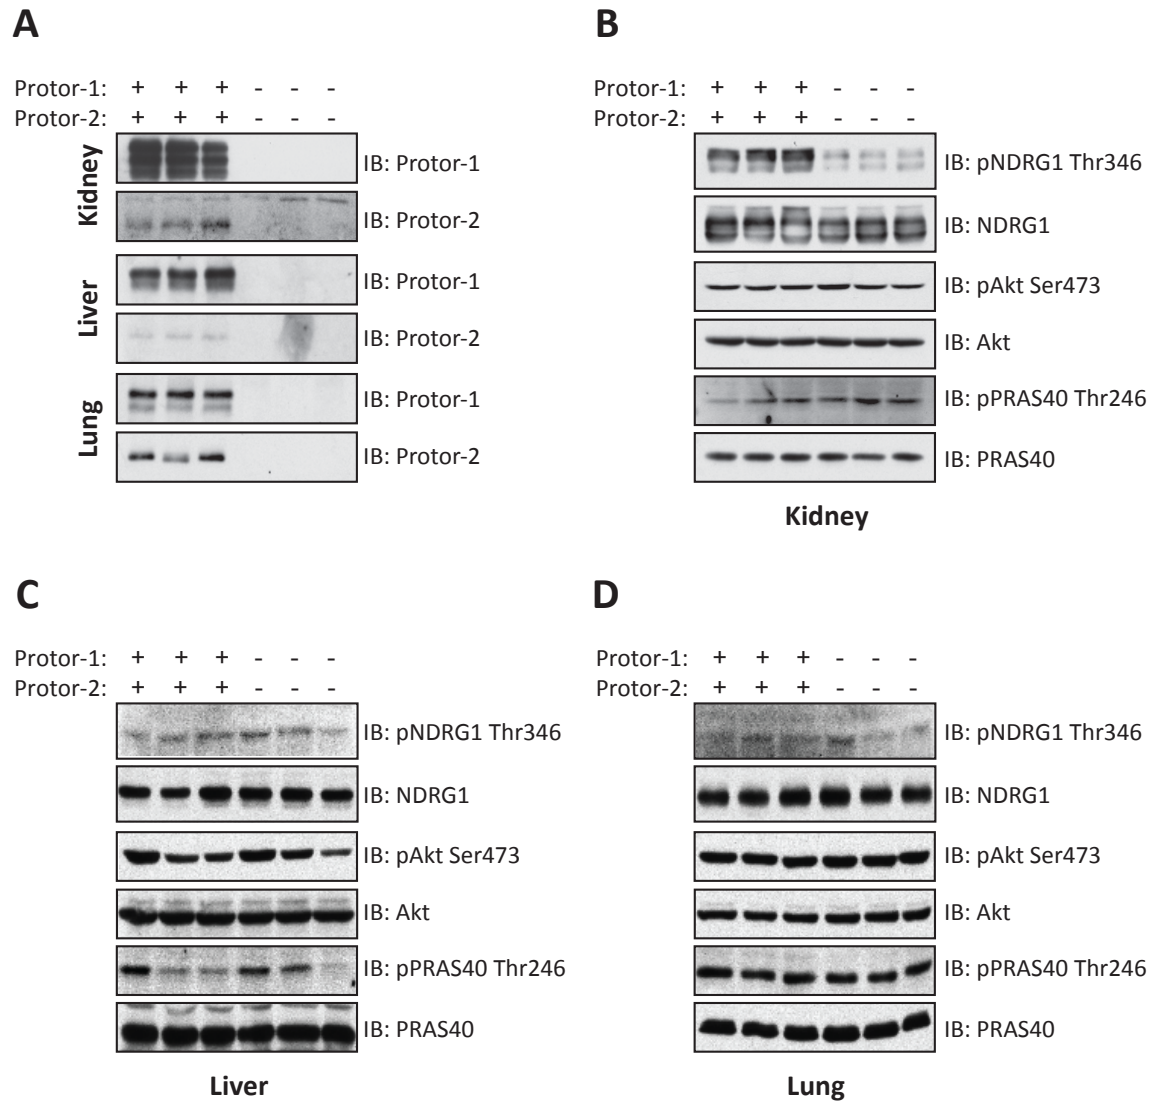 A
Protor-1: + + + - - -
Protor-2: + + + - - -
Kidney
IB: Protor-1
IB: Protor-2
Liver
IB: Protor-1
IB: Protor-2
Lung
IB: Protor-1
IB: Protor-2
B
Protor-1: + + + - - -
Protor-2: + + + - - -
IB: pNDRG1 Thr346
IB: NDRG1
IB: pAkt Ser473
IB: Akt
IB: pPRAS40 Thr246
IB: PRAS40
Kidney
C
Protor-1: + + + - - -
Protor-2: + + + - - -
IB: pNDRG1 Thr346
IB: NDRG1
IB: pAkt Ser473
IB: Akt
IB: pPRAS40 Thr246
IB: PRAS40
Liver
D
Protor-1: + + + - - -
Protor-2: + + + - - -
IB: pNDRG1 Thr346
IB: NDRG1
IB: pAkt Ser473
IB: Akt
IB: pPRAS40 Thr246
IB: PRAS40
Lung